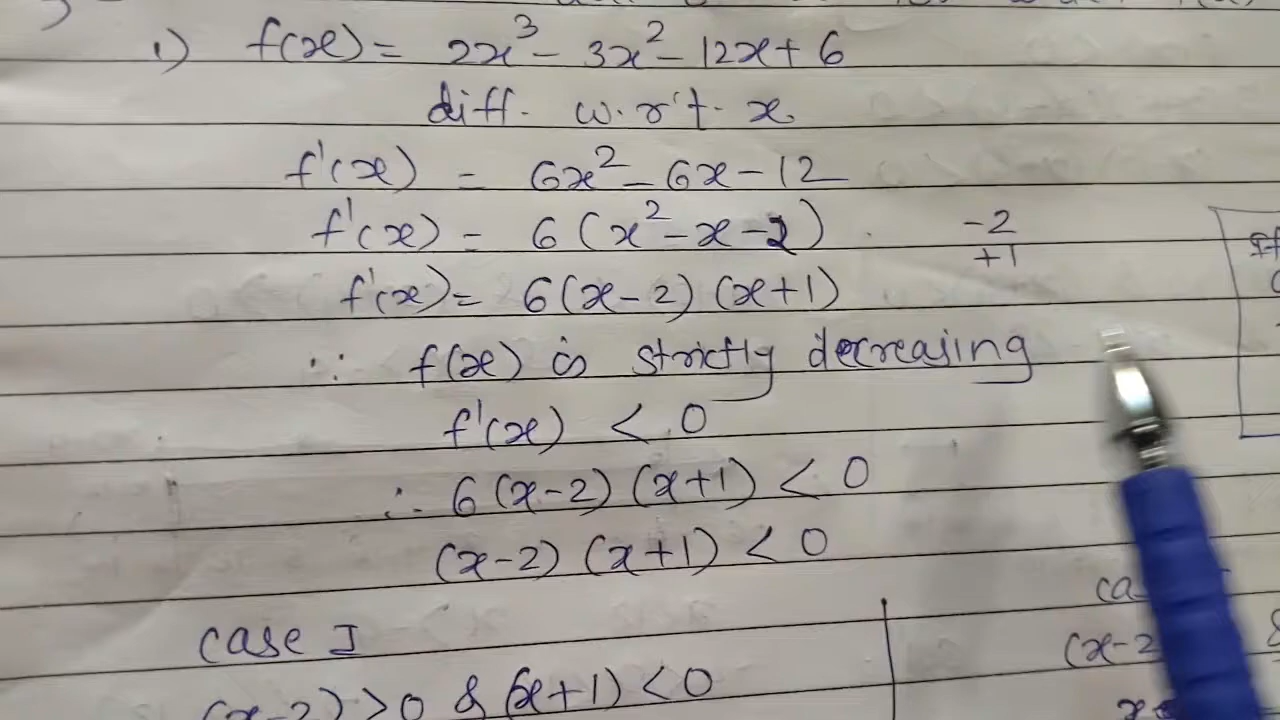 1) f(x) = 2x³ - 3x² - 12x + 6
diff. w.r.t. x
f'(x) = 6x² - 6x - 12
f'(x) = 6(x² - x - 2)
-2
+1
f'(x) = 6(x-2)(x+1)
∵ f(x) is strictly decreasing
f'(x) < 0
∴ 6(x-2)(x+1) < 0
(x-2)(x+1) < 0
case I
(x-2) > 0 & (x+1) < 0
(x-2